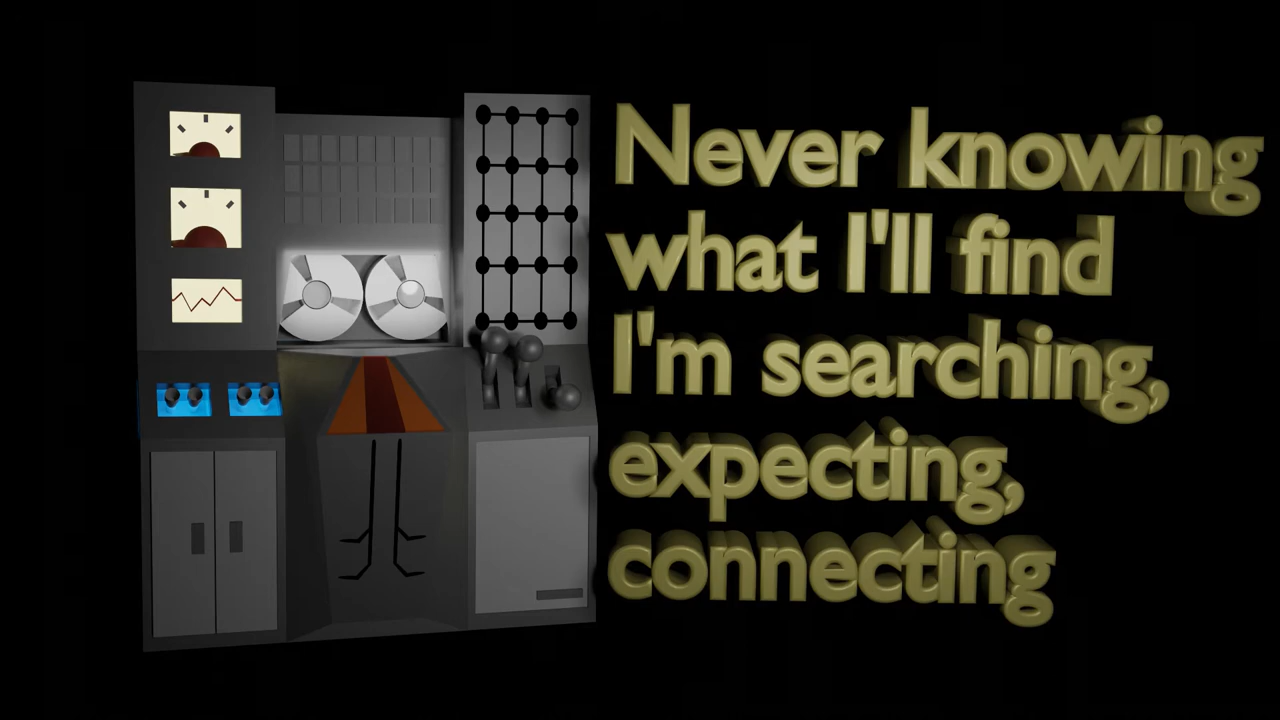 Never knowing
what I'll find
I'm searching,
expecting,
connecting